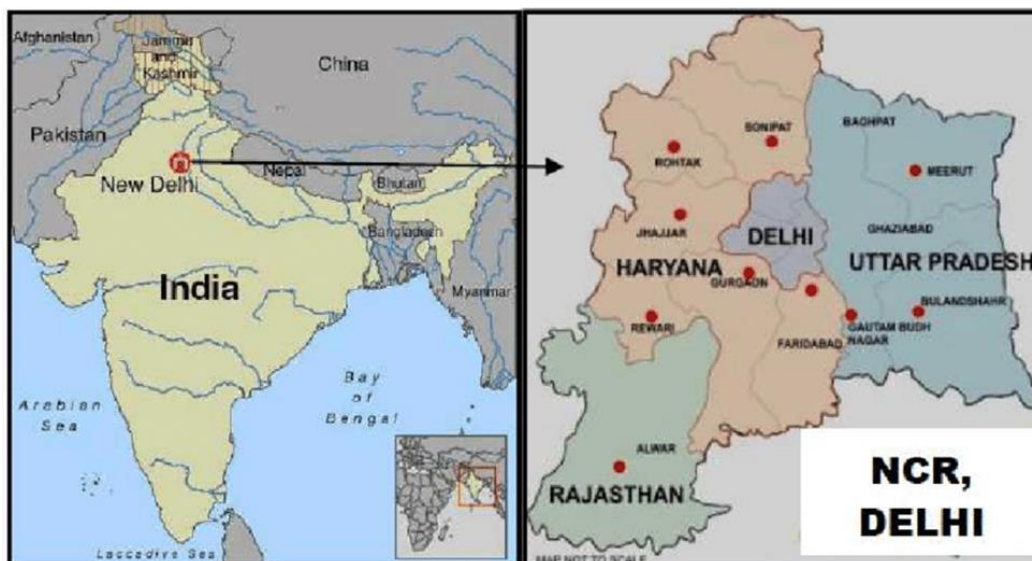 Afghanistan
Jammu
and
Kashmir
China
Pakistan
New Delhi
Nepal
Bhutan
Bangladesh
India
Myanmar
Arabian
Sea
Bay
of
Bengal
Laccadive Sea
SONIPAT
BAGHPAT
ROHTAK
MEERUT
JHAJJAR
DELHI
GHAZIABAD
HARYANA
UTTAR PRADESH
GURGAON
BULANDSHAHR
REWARI
FARIDABAD
GAUTAM BUDH
NAGAR
ALWAR
RAJASTHAN
NCR,
DELHI
MAP NOT TO SCALE